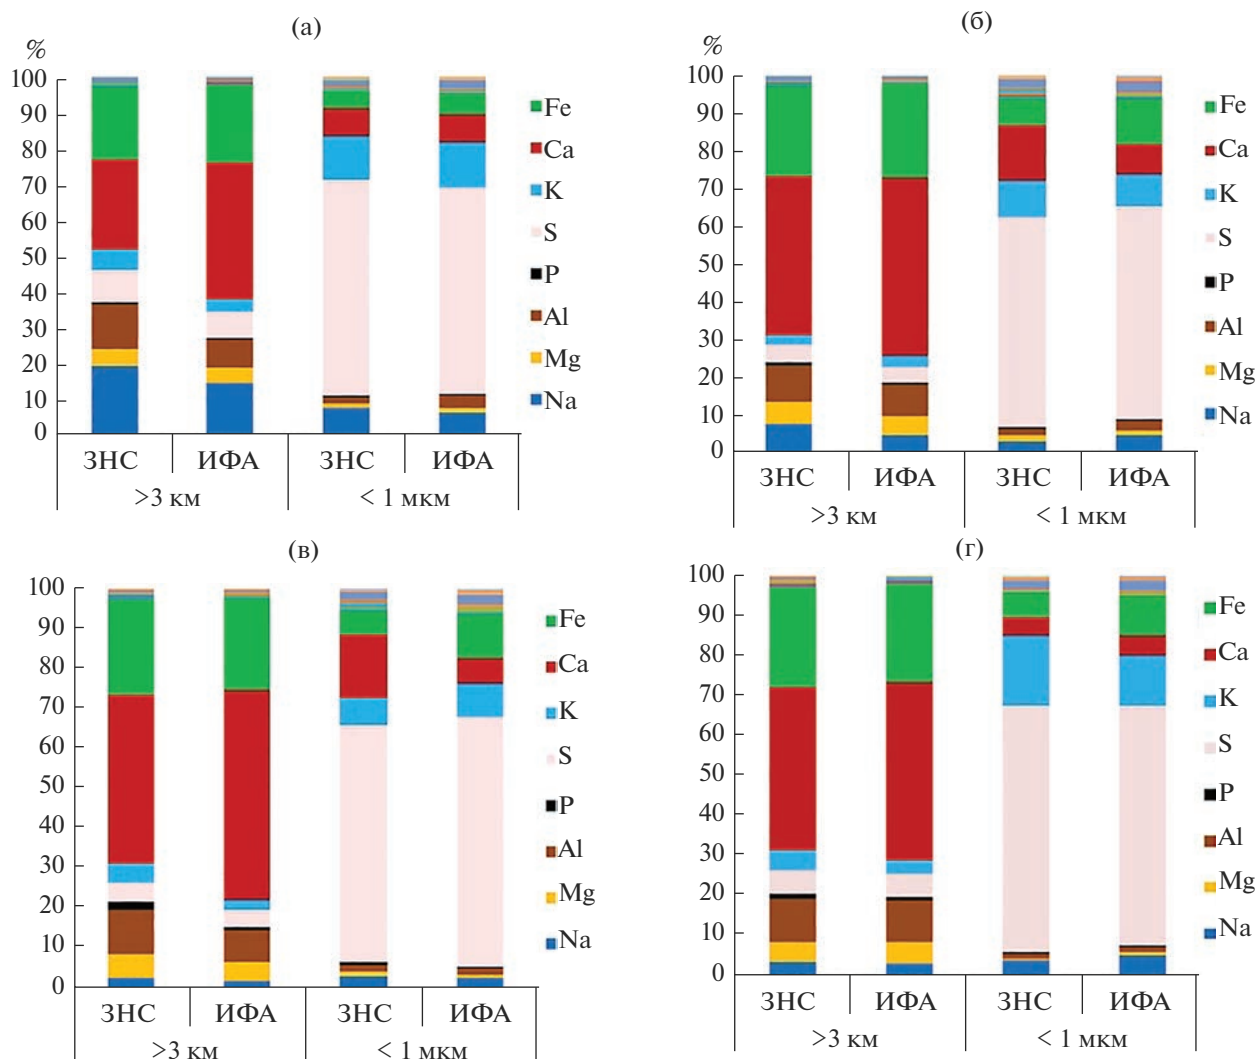 (а)
%
100
90
80
70
60
50
40
30
20
10
0
Fe
Ca
K
S
P
Al
Mg
Na
ЗНС ИФА ЗНС ИФА
>3 км < 1 мкм
(б)
%
100
90
80
70
60
50
40
30
20
10
0
Fe
Ca
K
S
P
Al
Mg
Na
ЗНС ИФА ЗНС ИФА
>3 км < 1 мкм
(в)
100
90
80
70
60
50
40
30
20
10
0
Fe
Ca
K
S
P
Al
Mg
Na
ЗНС ИФА ЗНС ИФА
>3 км < 1 мкм
(г)
100
90
80
70
60
50
40
30
20
10
0
Fe
Ca
K
S
P
Al
Mg
Na
ЗНС ИФА ЗНС ИФА
>3 км < 1 мкм